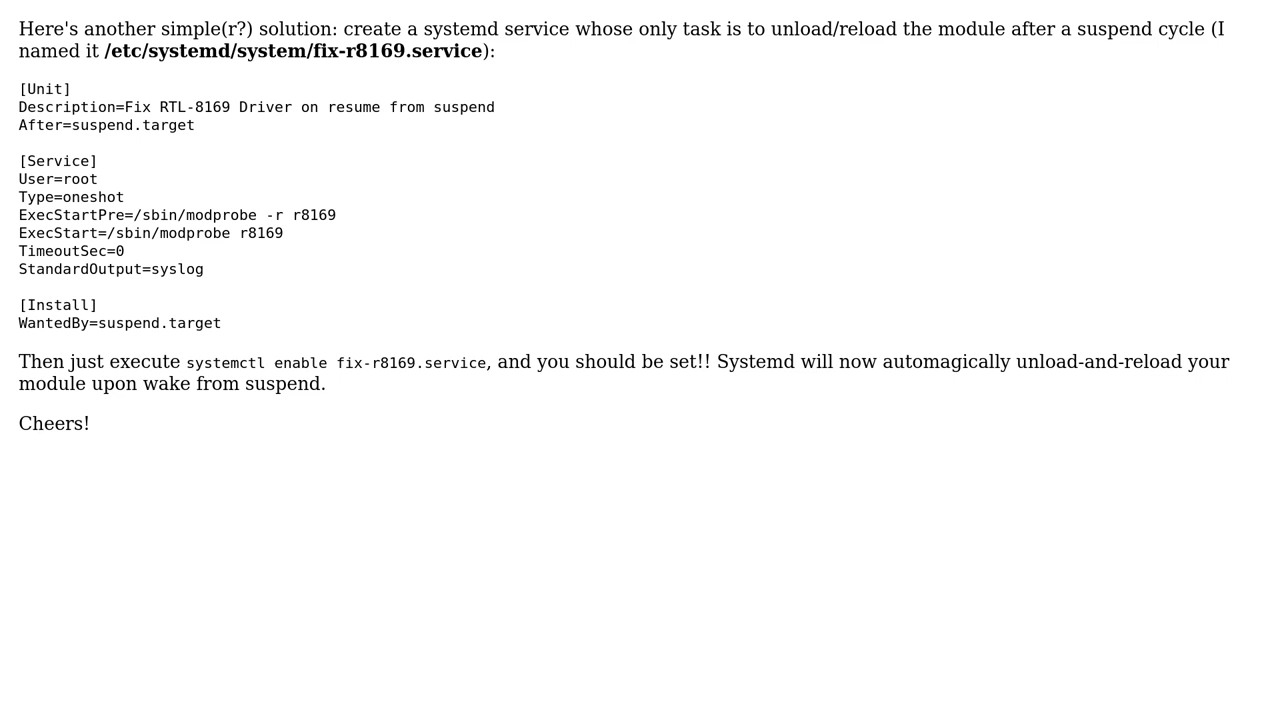 Here's another simple(r?) solution: create a systemd service whose only task is to unload/reload the module after a suspend cycle (I
named it /etc/systemd/system/fix-r8169.service):
[Unit]
Description=Fix RTL-8169 Driver on resume from suspend
After=suspend.target
[Service]
User=root
Type=oneshot
ExecStartPre=/sbin/modprobe -r r8169
ExecStart=/sbin/modprobe r8169
TimeoutSec=0
StandardOutput=syslog
[Install]
WantedBy=suspend.target
Then just execute systemctl enable fix-r8169.service, and you should be set!! Systemd will now automagically unload-and-reload your
module upon wake from suspend.
Cheers!